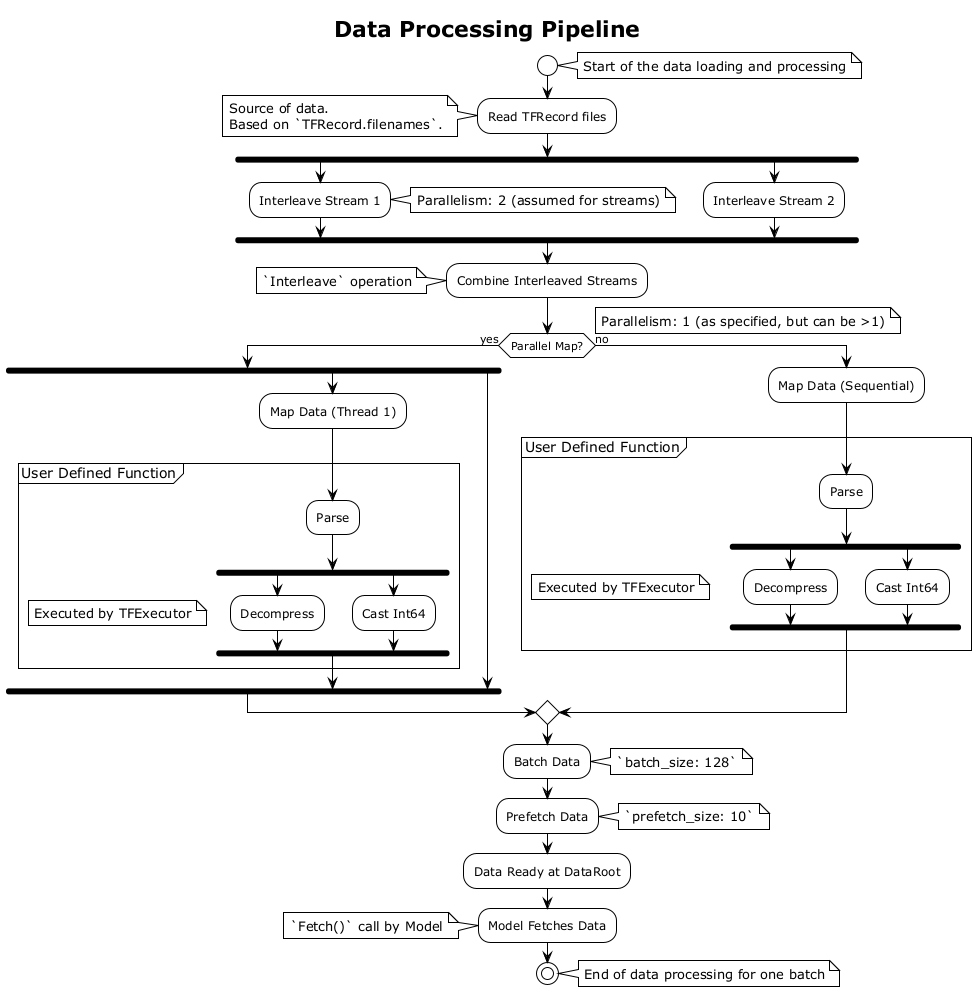 Data Processing Pipeline
Start of the data loading and processing
Source of data.
Based on `TFRecord.filenames`.
Read TFRecord files
Interleave Stream 1
Parallelism: 2 (assumed for streams)
Interleave Stream 2
`Interleave` operation
Combine Interleaved Streams
Parallelism: 1 (as specified, but can be >1)
yes
Parallel Map?
no
Map Data (Thread 1)
User Defined Function
Parse
Executed by TFExecutor
Decompress
Cast Int64
Map Data (Sequential)
User Defined Function
Parse
Executed by TFExecutor
Decompress
Cast Int64
Batch Data
`batch_size: 128`
Prefetch Data
`prefetch_size: 10`
Data Ready at DataRoot
`Fetch()` call by Model
Model Fetches Data
End of data processing for one batch